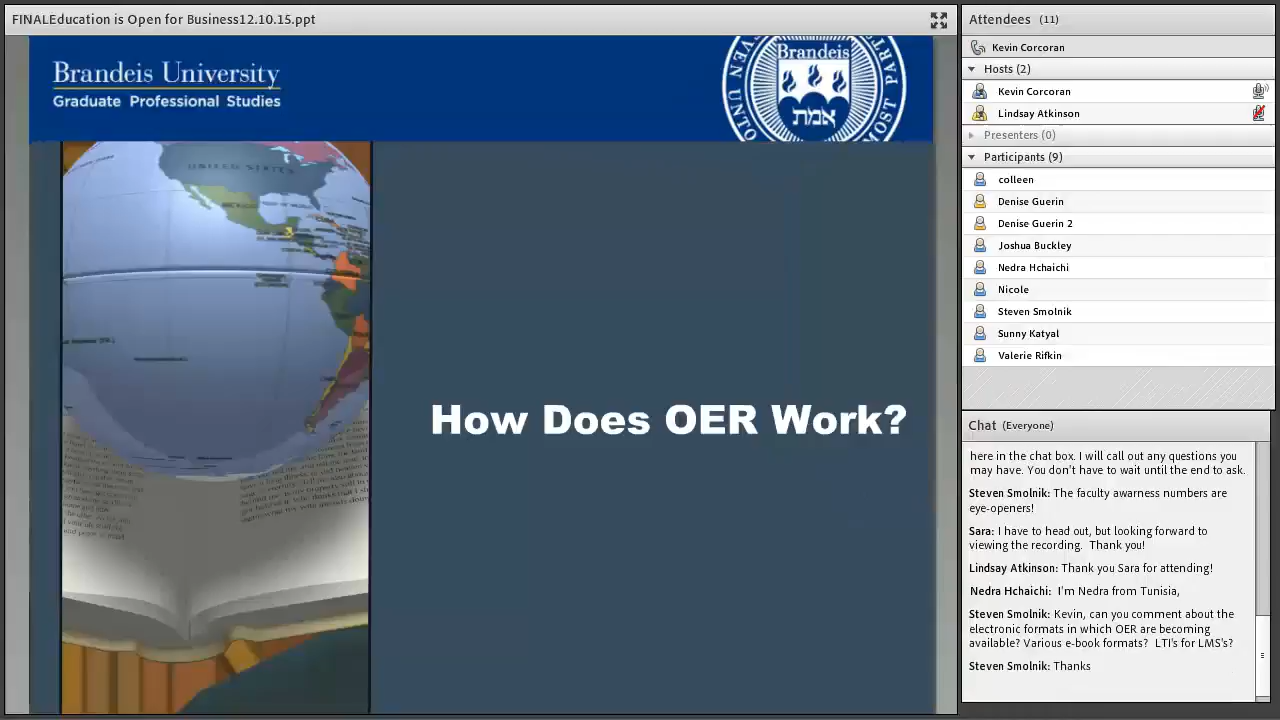 FINALEducation is Open for Business12.10.15.ppt
Brandeis University
Graduate Professional Studies
Brandeis
אמת
UNITED STATES
How Does OER Work?
Attendees (11)
Kevin Corcoran
Hosts (2)
Kevin Corcoran
Lindsay Atkinson
Presenters (0)
Participants (9)
colleen
Denise Guerin
Denise Guerin 2
Joshua Buckley
Nedra Hchaichi
Nicole
Steven Smolnik
Sunny Katyal
Valerie Rifkin
Chat (Everyone)
here in the chat box. I will call out any questions you
may have. You don't have to wait until the end to ask.
Steven Smolnik: The faculty awarness numbers are
eye-openers!
Sara: I have to head out, but looking forward to
viewing the recording. Thank you!
Lindsay Atkinson: Thank you Sara for attending!
Nedra Hchaichi: I'm Nedra from Tunisia,
Steven Smolnik: Kevin, can you comment about the
electronic formats in which OER are becoming
available? Various e-book formats? LTI's for LMS's?
Steven Smolnik: Thanks